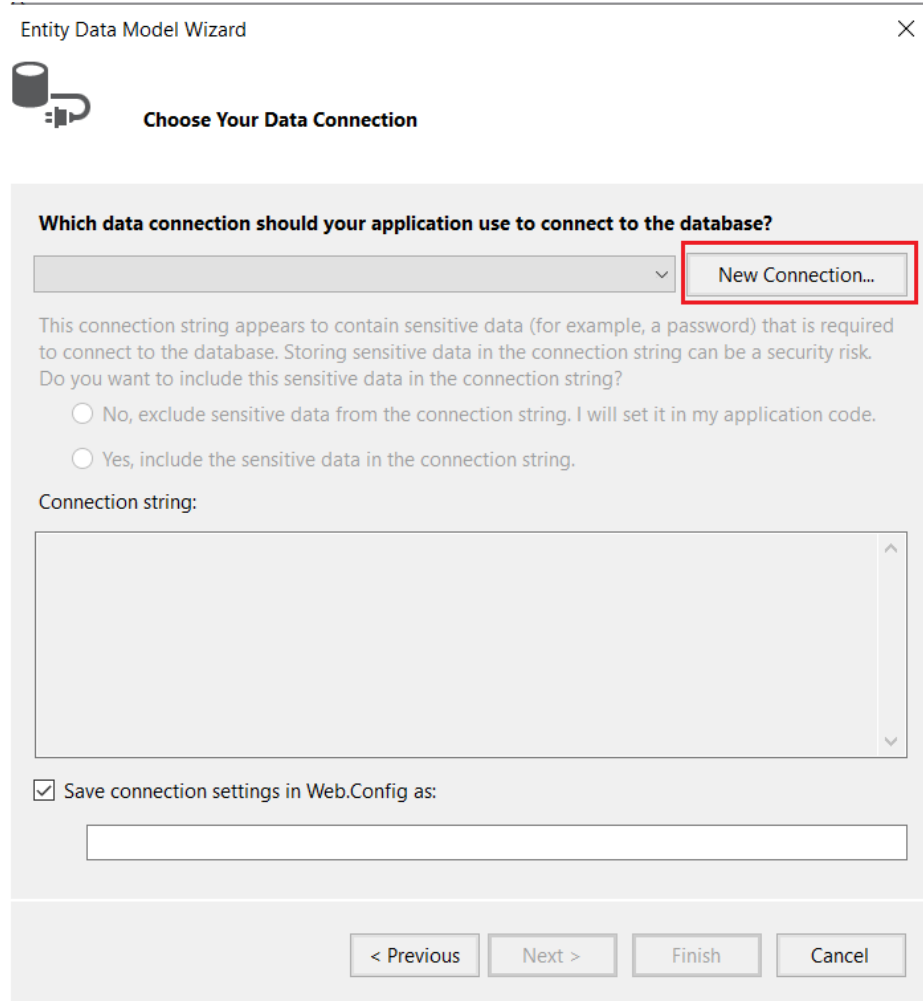 Entity Data Model Wizard
Choose Your Data Connection
Which data connection should your application use to connect to the database?
New Connection...
This connection string appears to contain sensitive data (for example, a password) that is required
to connect to the database. Storing sensitive data in the connection string can be a security risk.
Do you want to include this sensitive data in the connection string?
No, exclude sensitive data from the connection string. I will set it in my application code.
Yes, include the sensitive data in the connection string.
Connection string:
Save connection settings in Web.Config as:
< Previous
Next >
Finish
Cancel